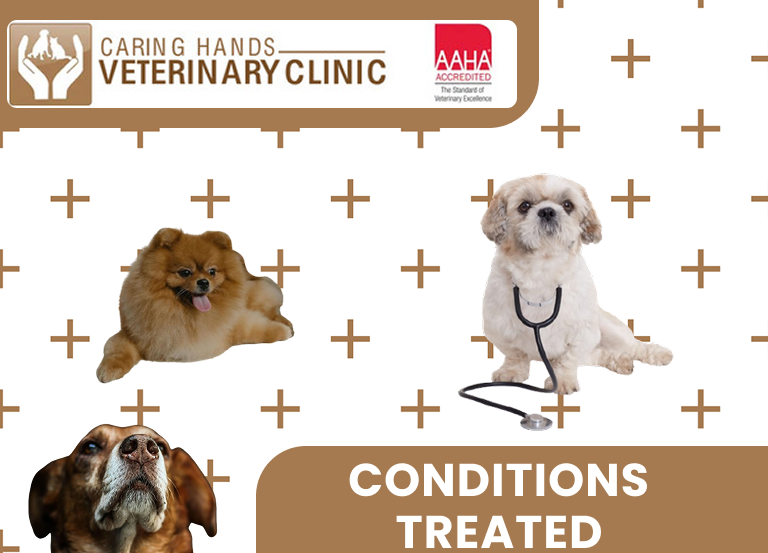 CARING HANDS
VETERINARY CLINIC
AAHA
ACCREDITED
The Standard of
Veterinary Excellence
CONDITIONS
TREATED